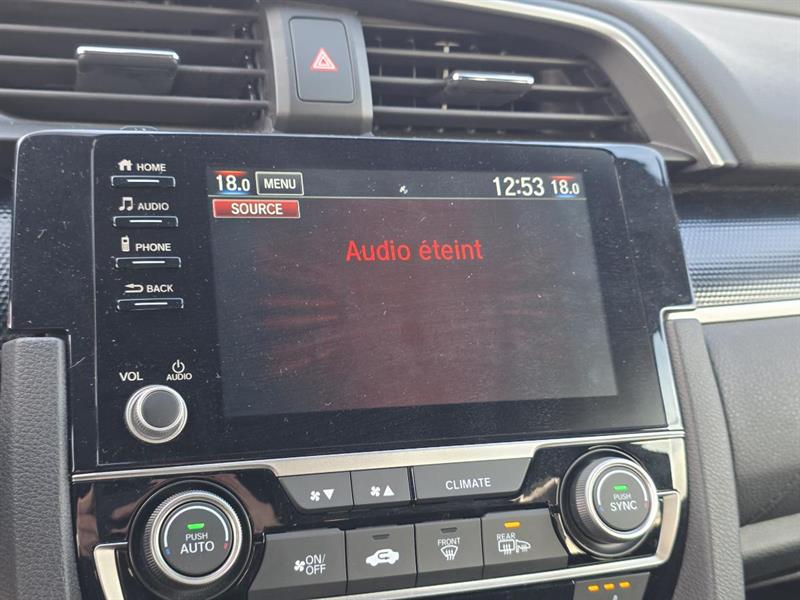 HOME
18.0 MENU 12:53 18.0
AUDIO
SOURCE
PHONE
Audio éteint
BACK
VOL AUDIO
CLIMATE
PUSH
AUTO
PUSH
SYNC
ON/
OFF
FRONT
REAR